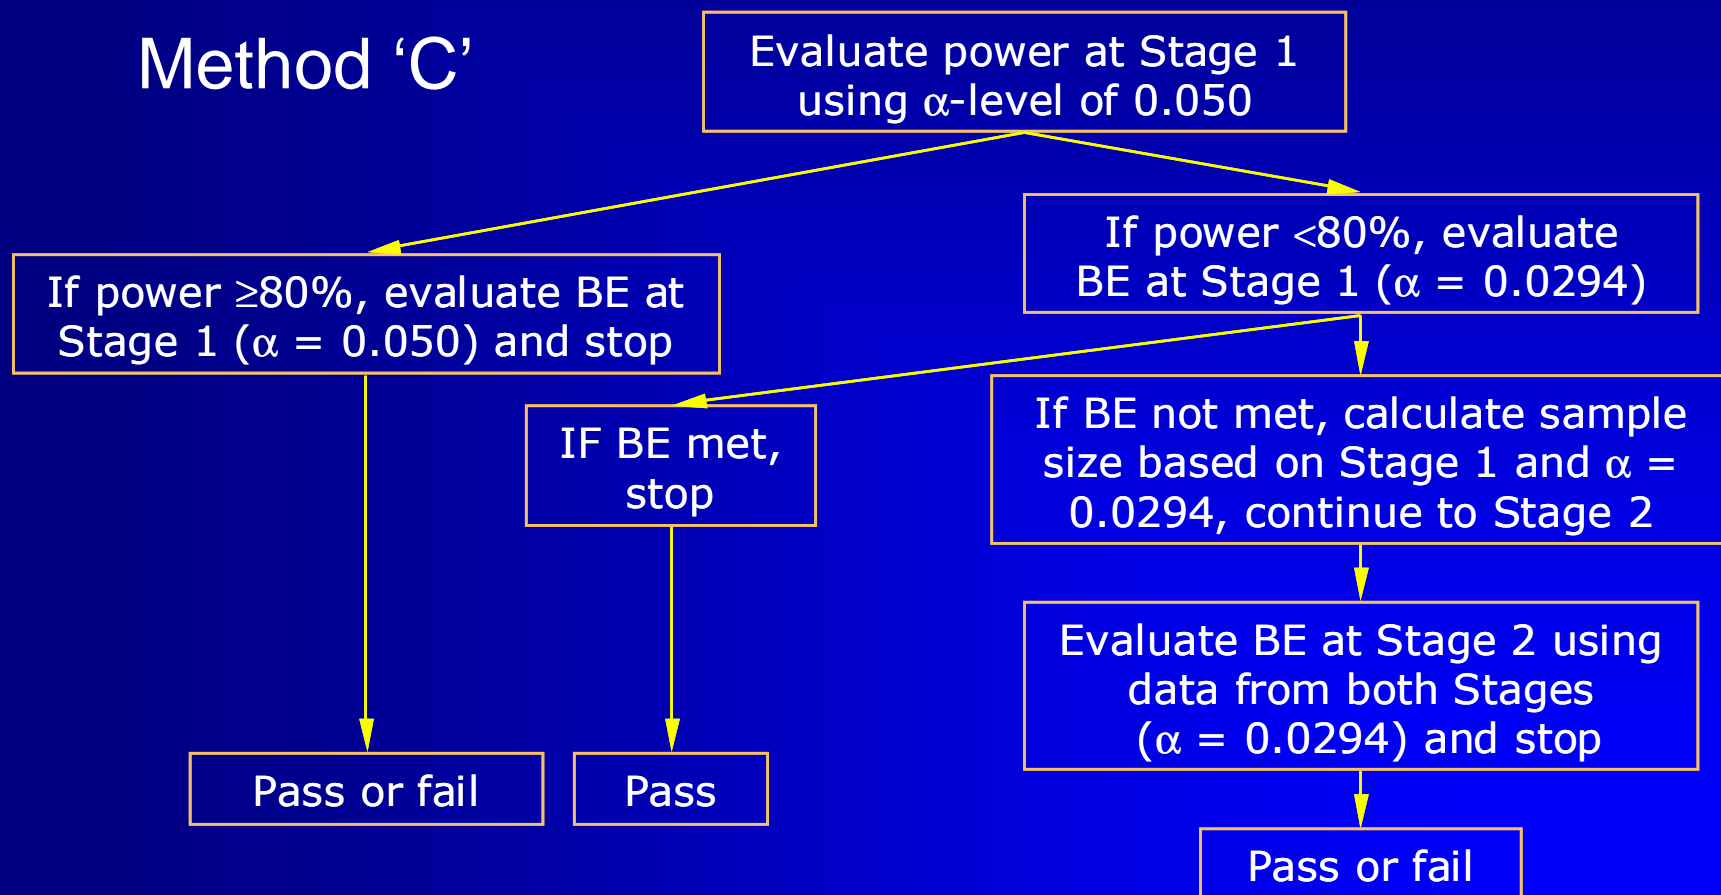 Method ‘C’
Evaluate power at Stage 1
using α-level of 0.050
If power <80%, evaluate
BE at Stage 1 (α = 0.0294)
If power ≥80%, evaluate BE at
Stage 1 (α = 0.050) and stop
IF BE met,
stop
If BE not met, calculate sample
size based on Stage 1 and α =
0.0294, continue to Stage 2
Evaluate BE at Stage 2 using
data from both Stages
(α = 0.0294) and stop
Pass or fail
Pass
Pass or fail